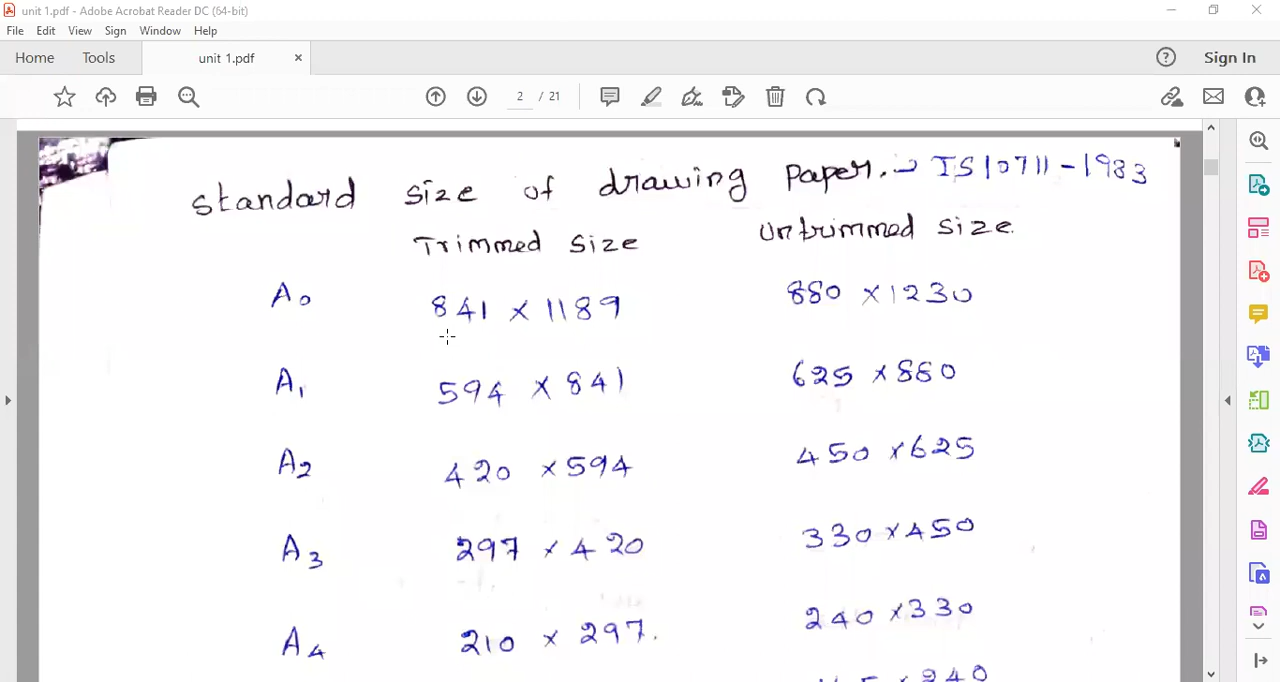 unit 1.pdf - Adobe Acrobat Reader DC (64-bit)
File Edit View Sign Window Help
Home Tools unit 1.pdf × Sign In
2 / 21
standard size of drawing Paper. → IS 10711-1983
Trimmed size Untrimmed size
A0 841 × 1189 880 × 1230
A1 594 × 841 625 × 880
A2 420 × 594 450 × 625
A3 297 × 420 330 × 450
A4 210 × 297. 240 × 330
× 240